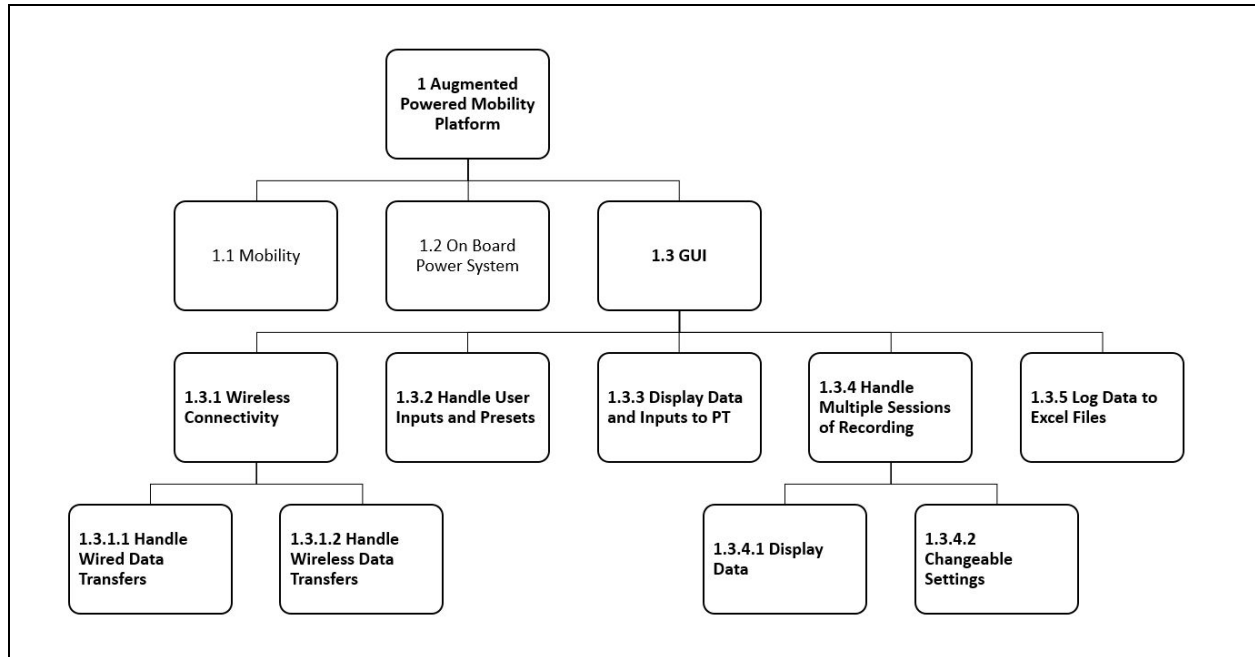 1 Augmented
Powered Mobility
Platform
1.1 Mobility
1.2 On Board
Power System
1.3 GUI
1.3.1 Wireless
Connectivity
1.3.2 Handle User
Inputs and Presets
1.3.3 Display Data
and Inputs to PT
1.3.4 Handle
Multiple Sessions
of Recording
1.3.5 Log Data to
Excel Files
1.3.1.1 Handle
Wired Data
Transfers
1.3.1.2 Handle
Wireless Data
Transfers
1.3.4.1 Display
Data
1.3.4.2
Changeable
Settings